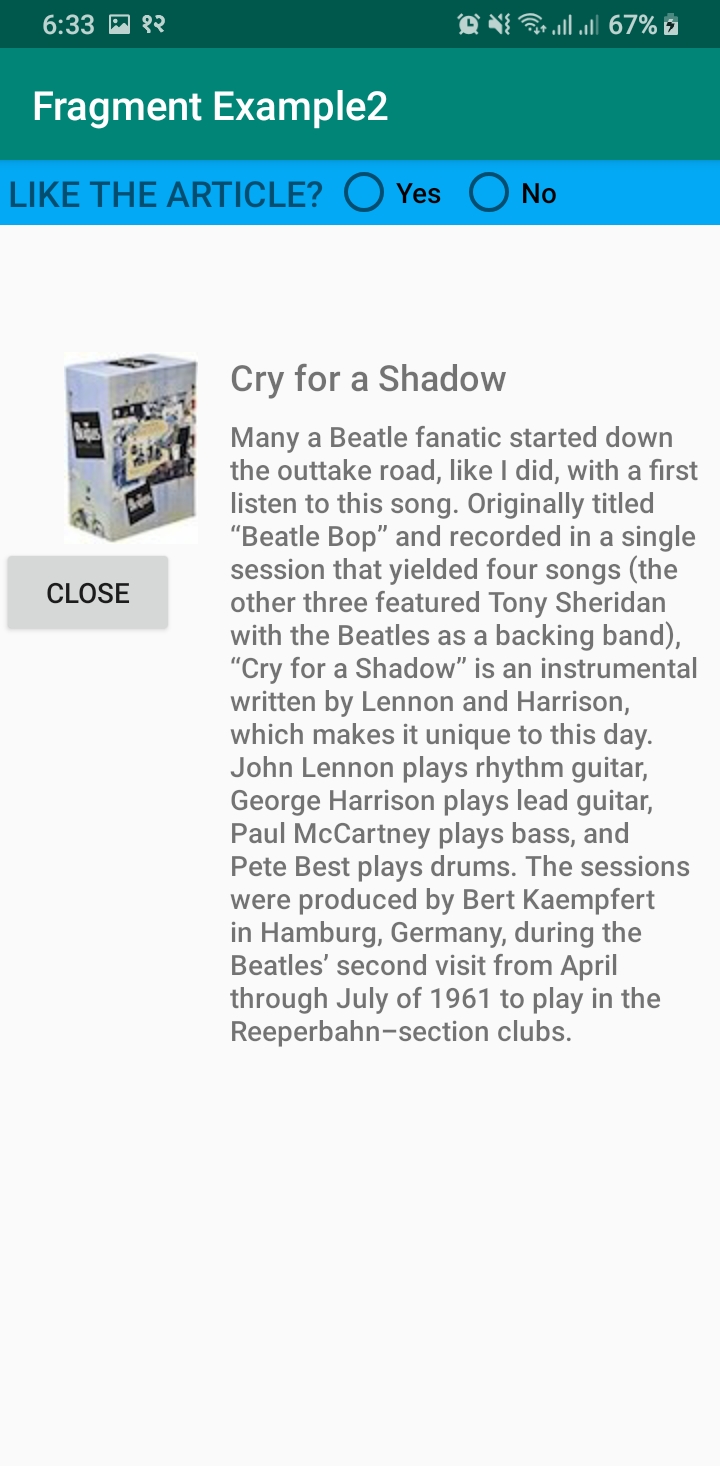 6:33 १२ 67%
Fragment Example2
LIKE THE ARTICLE? Yes No
Cry for a Shadow
Many a Beatle fanatic started down
the outtake road, like I did, with a first
listen to this song. Originally titled
“Beatle Bop” and recorded in a single
session that yielded four songs (the
other three featured Tony Sheridan
with the Beatles as a backing band),
“Cry for a Shadow” is an instrumental
written by Lennon and Harrison,
which makes it unique to this day.
John Lennon plays rhythm guitar,
George Harrison plays lead guitar,
Paul McCartney plays bass, and
Pete Best plays drums. The sessions
were produced by Bert Kaempfert
in Hamburg, Germany, during the
Beatles’ second visit from April
through July of 1961 to play in the
Reeperbahn–section clubs.
CLOSE